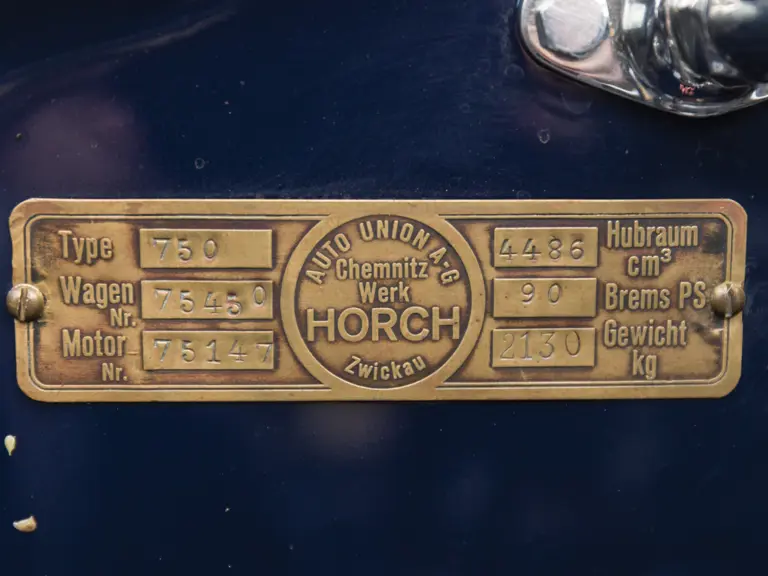 Type 750
Wagen Nr. 75450
Motor Nr. 75147
AUTO UNION A-G
Chemnitz
Werk
HORCH
Zwickau
4486 Hubraum cm³
90 Brems PS
2130 Gewicht kg